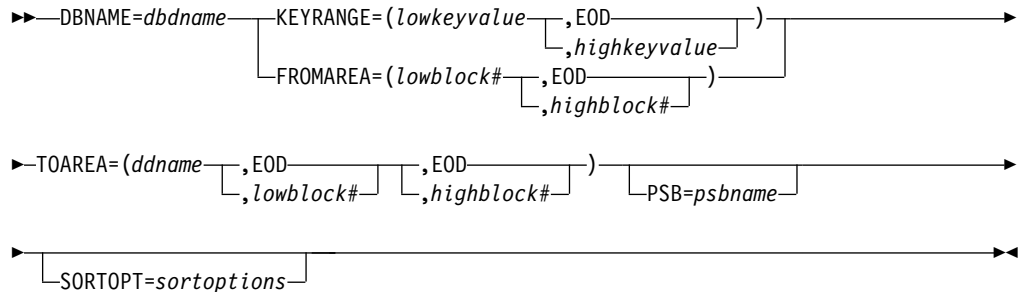 DBNAME=dbdname KEYRANGE=(lowkeyvalue ,EOD )
,highkeyvalue
FROMAREA=(lowblock# ,EOD )
,highblock#
TOAREA=(ddname ,EOD ,EOD )
,lowblock# ,highblock# PSB=psbname
SORTOPT=sortoptions